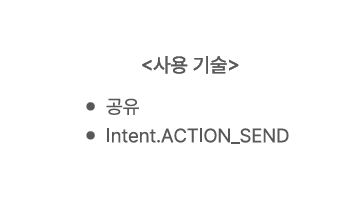 <사용 기술>
● 공유
● Intent.ACTION_SEND